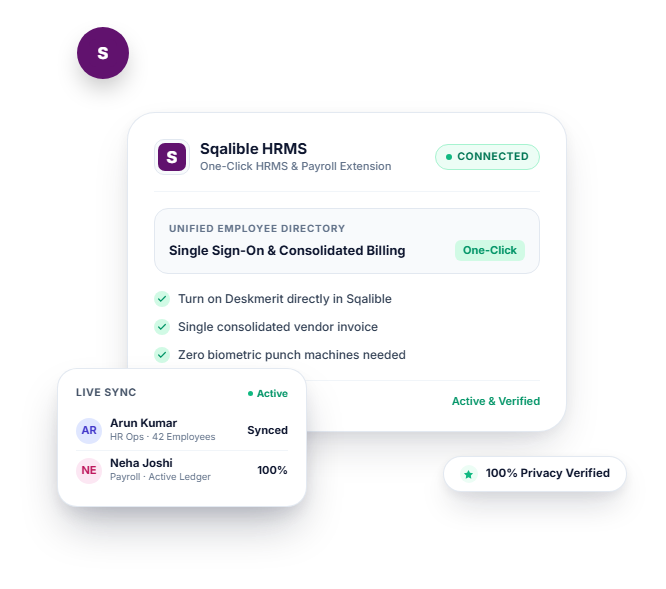 S
S
Sqalible HRMS
One-Click HRMS & Payroll Extension
CONNECTED
UNIFIED EMPLOYEE DIRECTORY
Single Sign-On & Consolidated Billing
One-Click
Turn on Deskmerit directly in Sqalible
Single consolidated vendor invoice
Zero biometric punch machines needed
Active & Verified
LIVE SYNC
Active
AR
Arun Kumar
HR Ops · 42 Employees
Synced
NE
Neha Joshi
Payroll · Active Ledger
100%
100% Privacy Verified